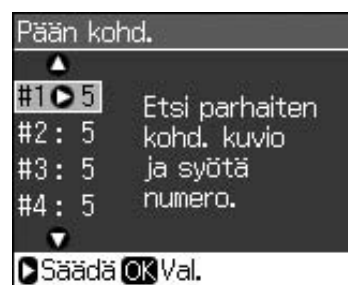 Pään kohd.
#1 5
#2: 5
#3: 5
#4: 5
Etsi parhaiten
kohd. kuvio
ja syötä
numero.
Säädä OK Val.